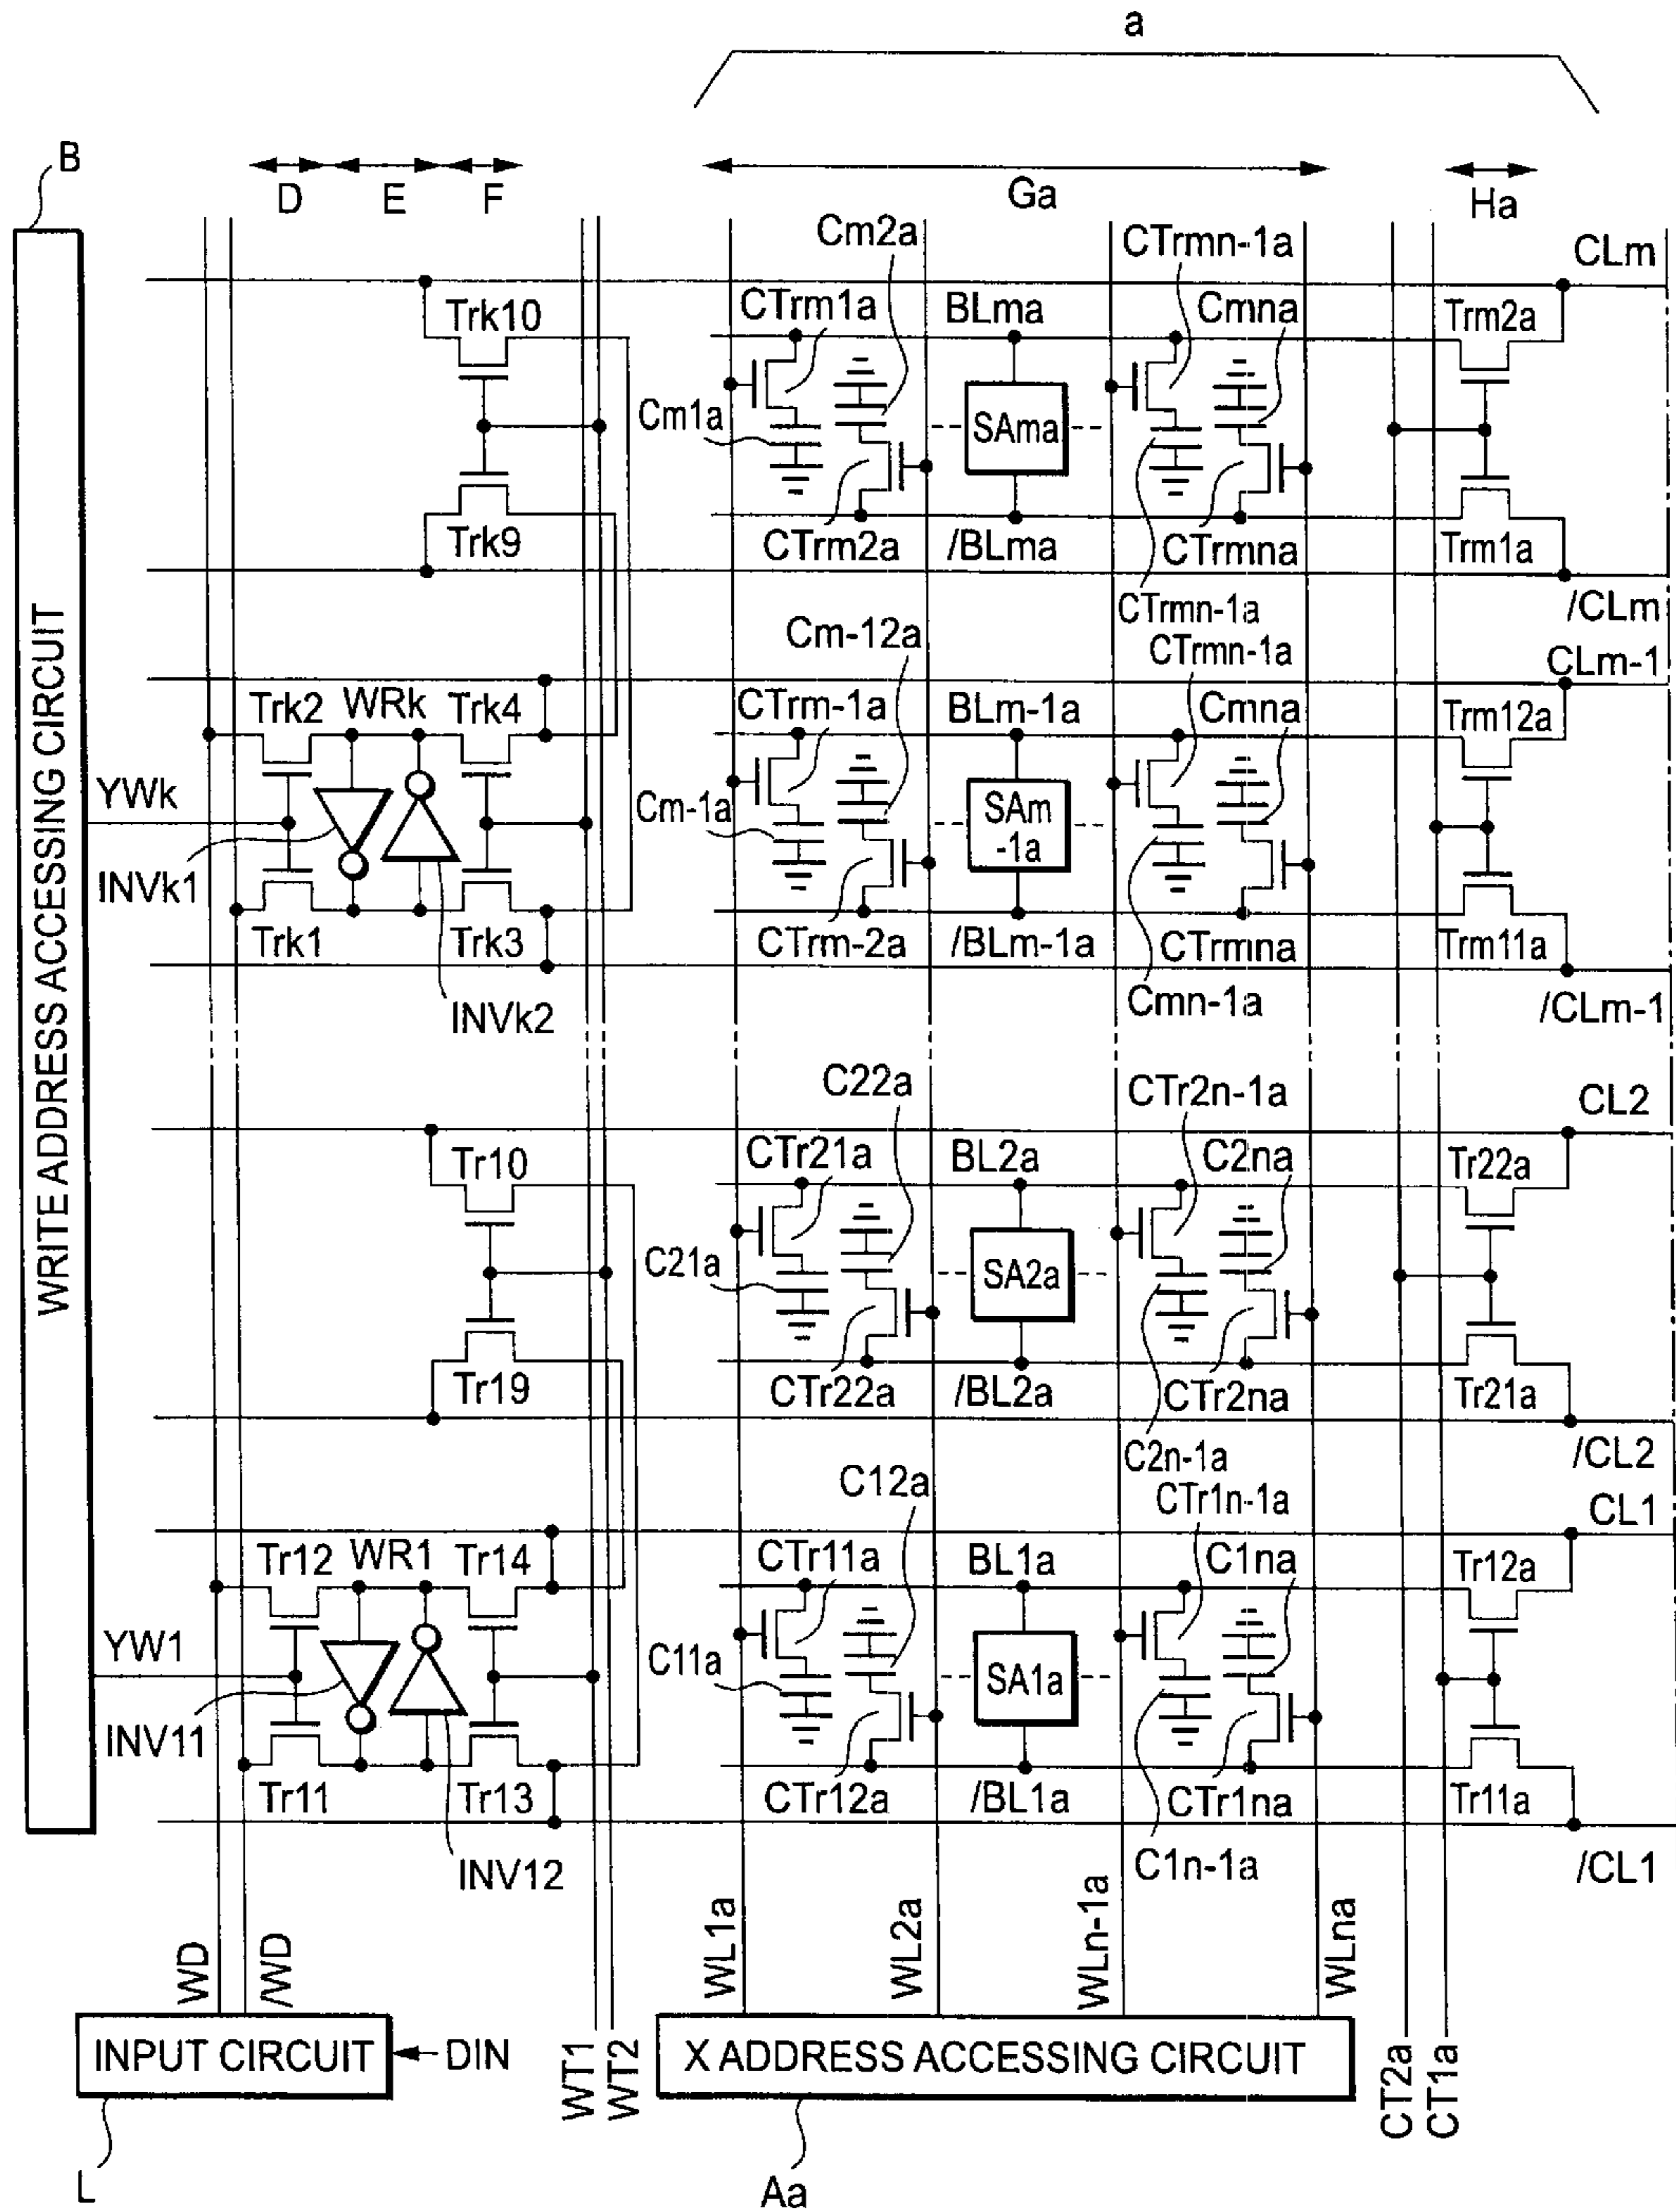 a
B
D
E
F
Ga
Ha
Cm2a
CTrmn-1a
CLm
Trk10
CTrm1a
BLma
Cmna
Trm2a
Cm1a
SAma
Trk9
CTrm2a
/BLma
CTrmna
Trm1a
CTrmn-1a
/CLm
Cm-12a
CTrmn-1a
CLm-1
Trk2
WRk
Trk4
CTrm-1a
BLm-1a
Cmna
Trm12a
YWk
Cm-1a
SAm
-1a
INVk1
Trk1
Trk3
CTrm-2a
/BLm-1a
CTrmna
Trm11a
INVk2
Cmn-1a
/CLm-1
WRITE ADDRESS ACCESSING CIRCUIT
C22a
CTr2n-1a
CL2
Tr10
CTr21a
BL2a
C2na
Tr22a
C21a
SA2a
Tr19
CTr22a
/BL2a
CTr2na
Tr21a
C2n-1a
/CL2
C12a
CTr1n-1a
CL1
Tr12
WR1
Tr14
CTr11a
BL1a
C1na
Tr12a
YW1
C11a
SA1a
INV11
Tr11
Tr13
CTr12a
/BL1a
CTr1na
Tr11a
INV12
C1n-1a
/CL1
WD
/WD
WL1a
WL2a
WLn-1a
WLna
INPUT CIRCUIT
DIN
WT1
WT2
X ADDRESS ACCESSING CIRCUIT
CT2a
CT1a
L
Aa